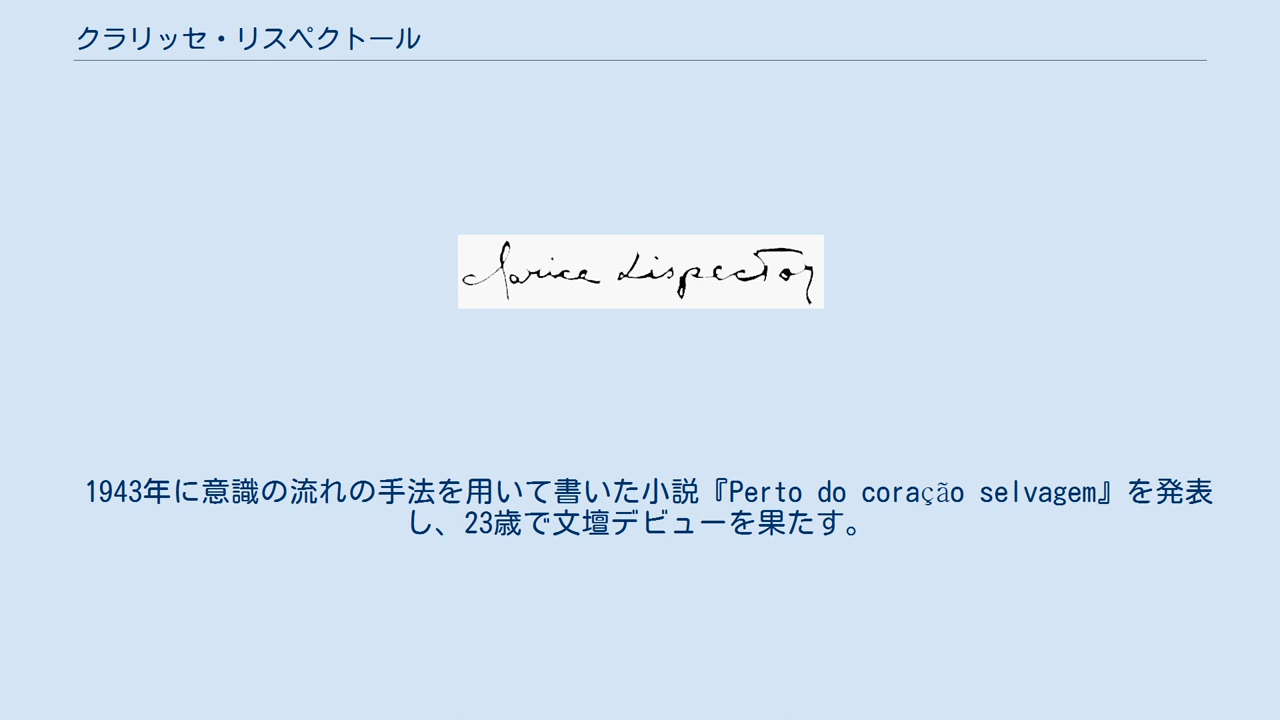 クラリッセ・リスペクトール
Clarice Lispector
1943年に意識の流れの手法を用いて書いた小説『Perto do coração selvagem』を発表
し、23歳で文壇デビューを果たす。